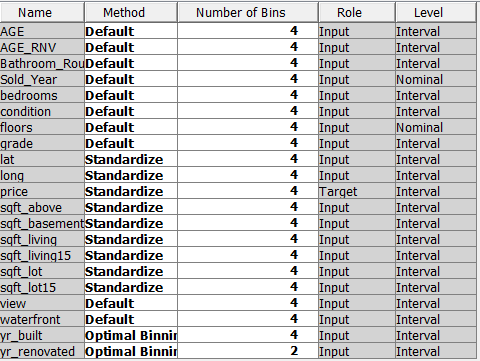 Name Method Number of Bins Role Level
AGE Default 4 Input Interval
AGE_RNV Default 4 Input Interval
Bathroom_Rou Default 4 Input Interval
Sold_Year Default 4 Input Nominal
bedrooms Default 4 Input Interval
condition Default 4 Input Interval
floors Default 4 Input Nominal
grade Default 4 Input Interval
lat Standardize 4 Input Interval
long Standardize 4 Input Interval
price Standardize 4 Target Interval
sqft_above Standardize 4 Input Interval
sqft_basement Standardize 4 Input Interval
sqft_living Standardize 4 Input Interval
sqft_living15 Standardize 4 Input Interval
sqft_lot Standardize 4 Input Interval
sqft_lot15 Standardize 4 Input Interval
view Default 4 Input Interval
waterfront Default 4 Input Interval
yr_built Optimal Binnin 4 Input Interval
yr_renovated Optimal Binnin 2 Input Interval